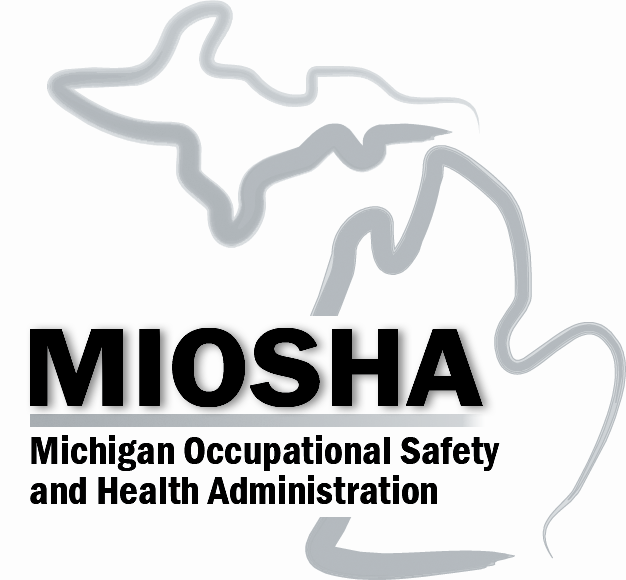 MIOSHA
Michigan Occupational Safety
and Health Administration